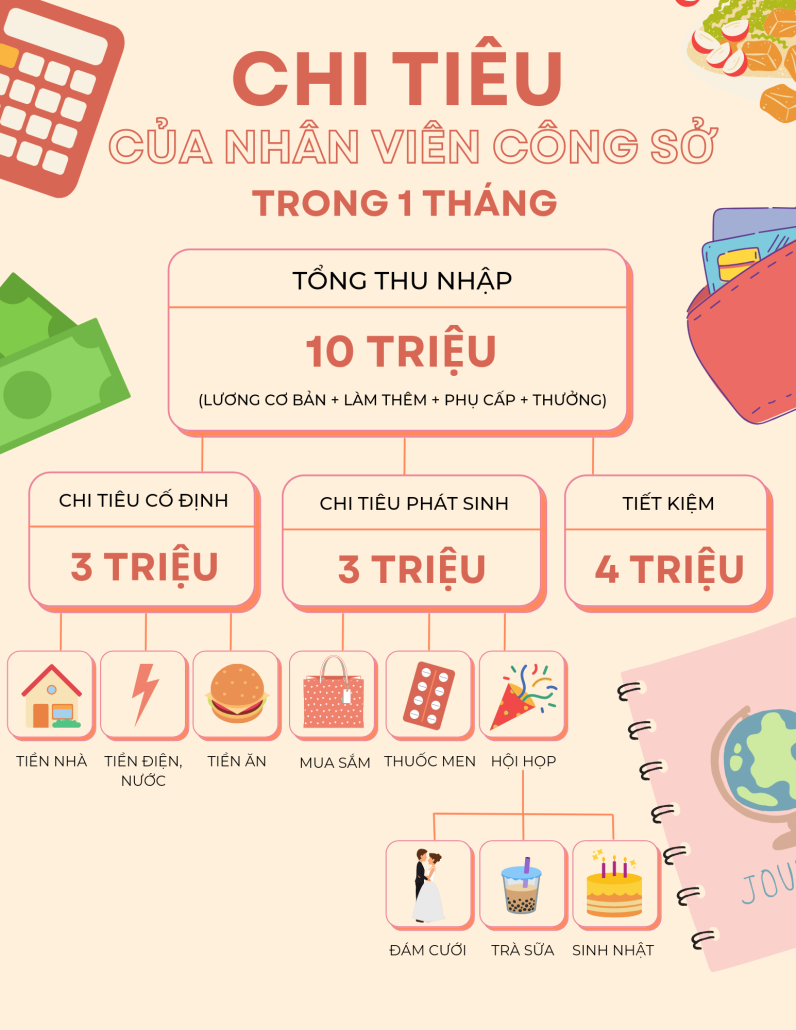 CHI TIÊU
CỦA NHÂN VIÊN CÔNG SỞ
TRONG 1 THÁNG
TỔNG THU NHẬP
10 TRIỆU
(LƯƠNG CƠ BẢN + LÀM THÊM + PHỤ CẤP + THƯỞNG)
CHI TIÊU CỐ ĐỊNH
3 TRIỆU
CHI TIÊU PHÁT SINH
3 TRIỆU
TIẾT KIỆM
4 TRIỆU
TIỀN NHÀ
TIỀN ĐIỆN,
NƯỚC
TIỀN ĂN
MUA SẮM
THUỐC MEN
HỘI HỌP
ĐÁM CƯỚI
TRÀ SỮA
SINH NHẬT
JOU